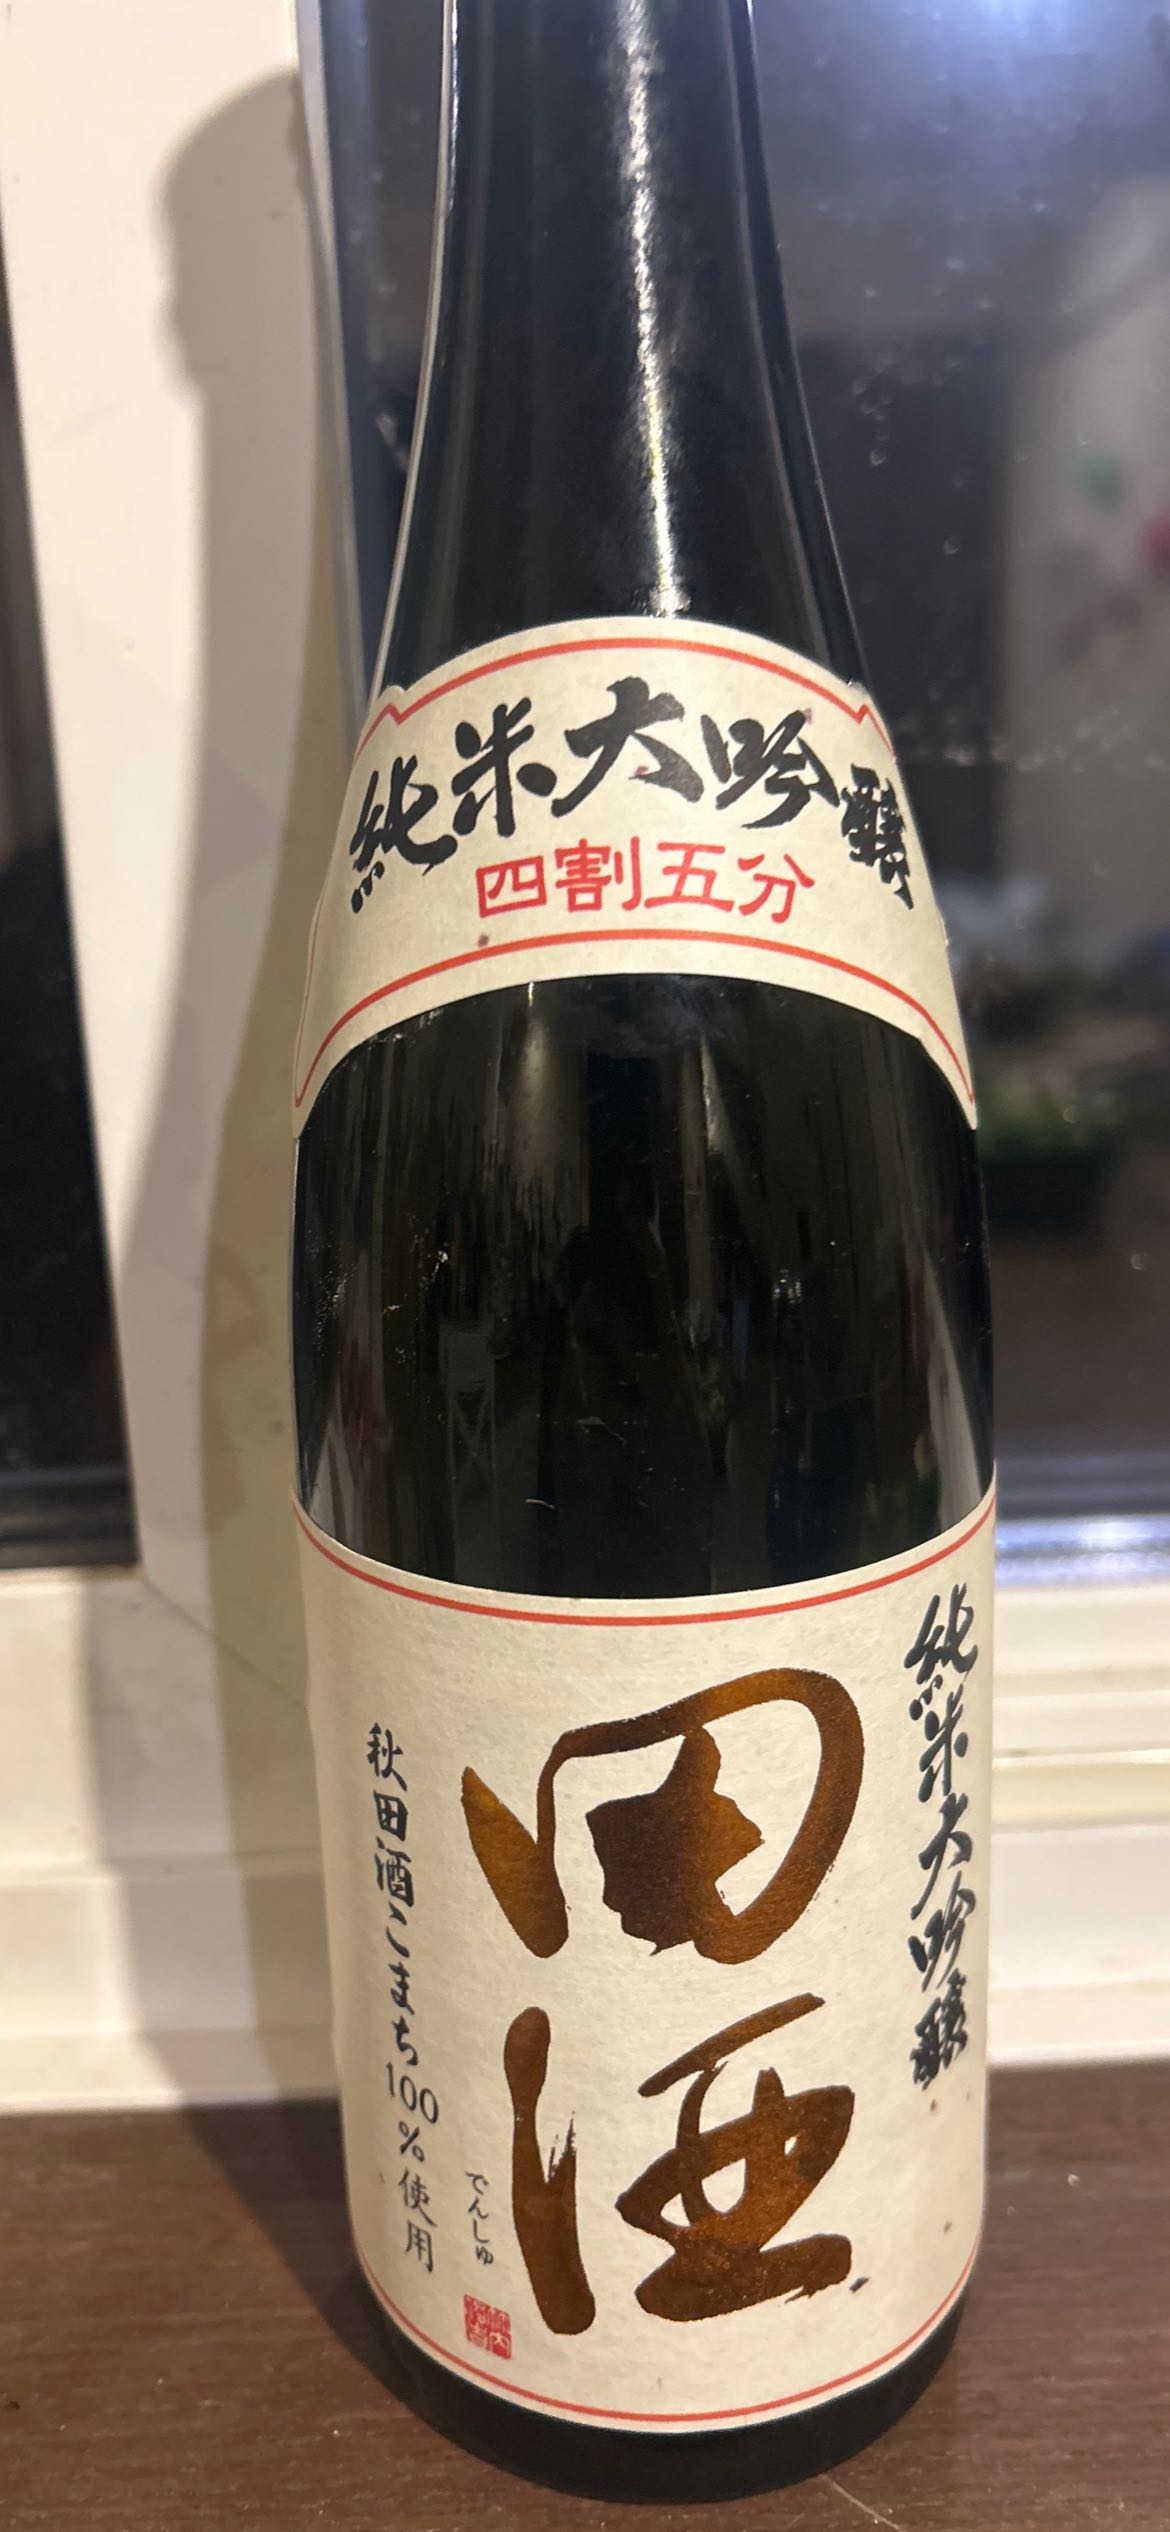 純米大吟醸
四割五分
純米大吟醸
田酒
でんしゅ
秋田酒こまち100%使用